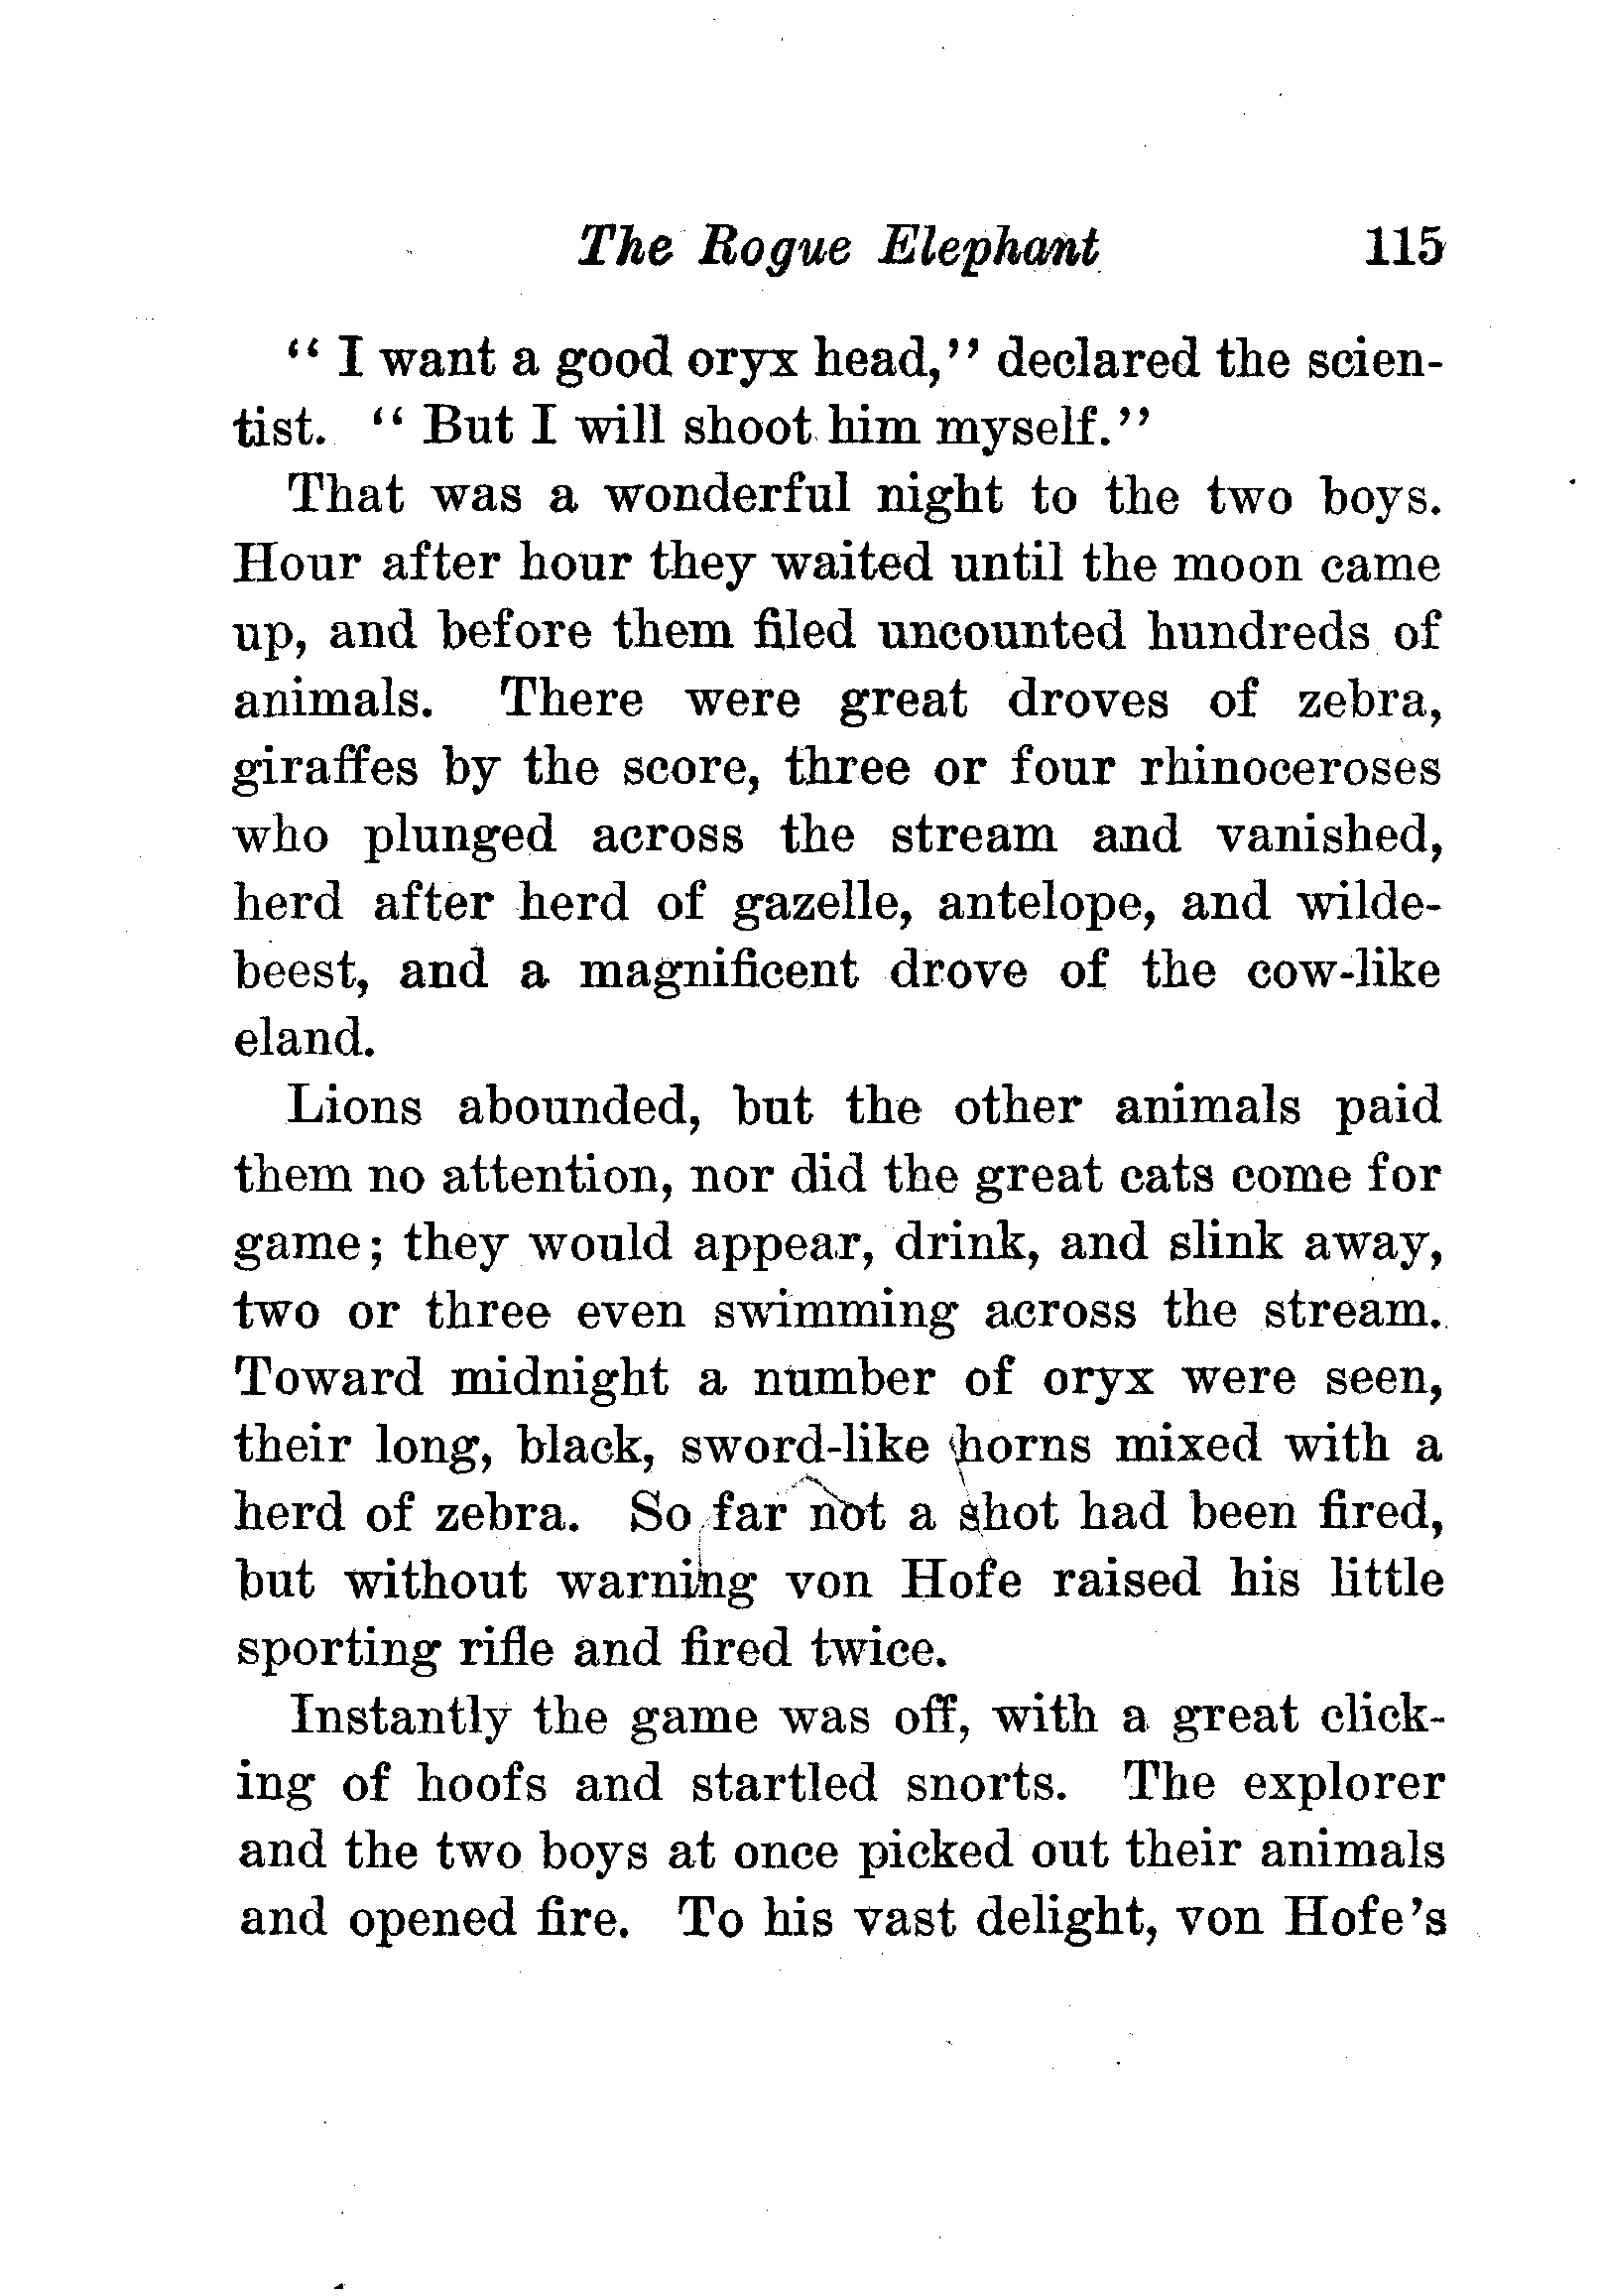 The Rogue Elephant 115
“I want a good oryx head,” declared the scien-
tist. “But I will shoot him myself.”
That was a wonderful night to the two boys.
Hour after hour they waited until the moon came
up, and before them filed uncounted hundreds of
animals. There were great droves of zebra,
giraffes by the score, three or four rhinoceroses
who plunged across the stream and vanished,
herd after herd of gazelle, antelope, and wilde-
beest, and a magnificent drove of the cow-like
eland.
Lions abounded, but the other animals paid
them no attention, nor did the great cats come for
game; they would appear, drink, and slink away,
two or three even swimming across the stream.
Toward midnight a number of oryx were seen,
their long, black, sword-like horns mixed with a
herd of zebra. So far not a shot had been fired,
but without warning von Hofe raised his little
sporting rifle and fired twice.
Instantly the game was off, with a great click-
ing of hoofs and startled snorts. The explorer
and the two boys at once picked out their animals
and opened fire. To his vast delight, von Hofe's